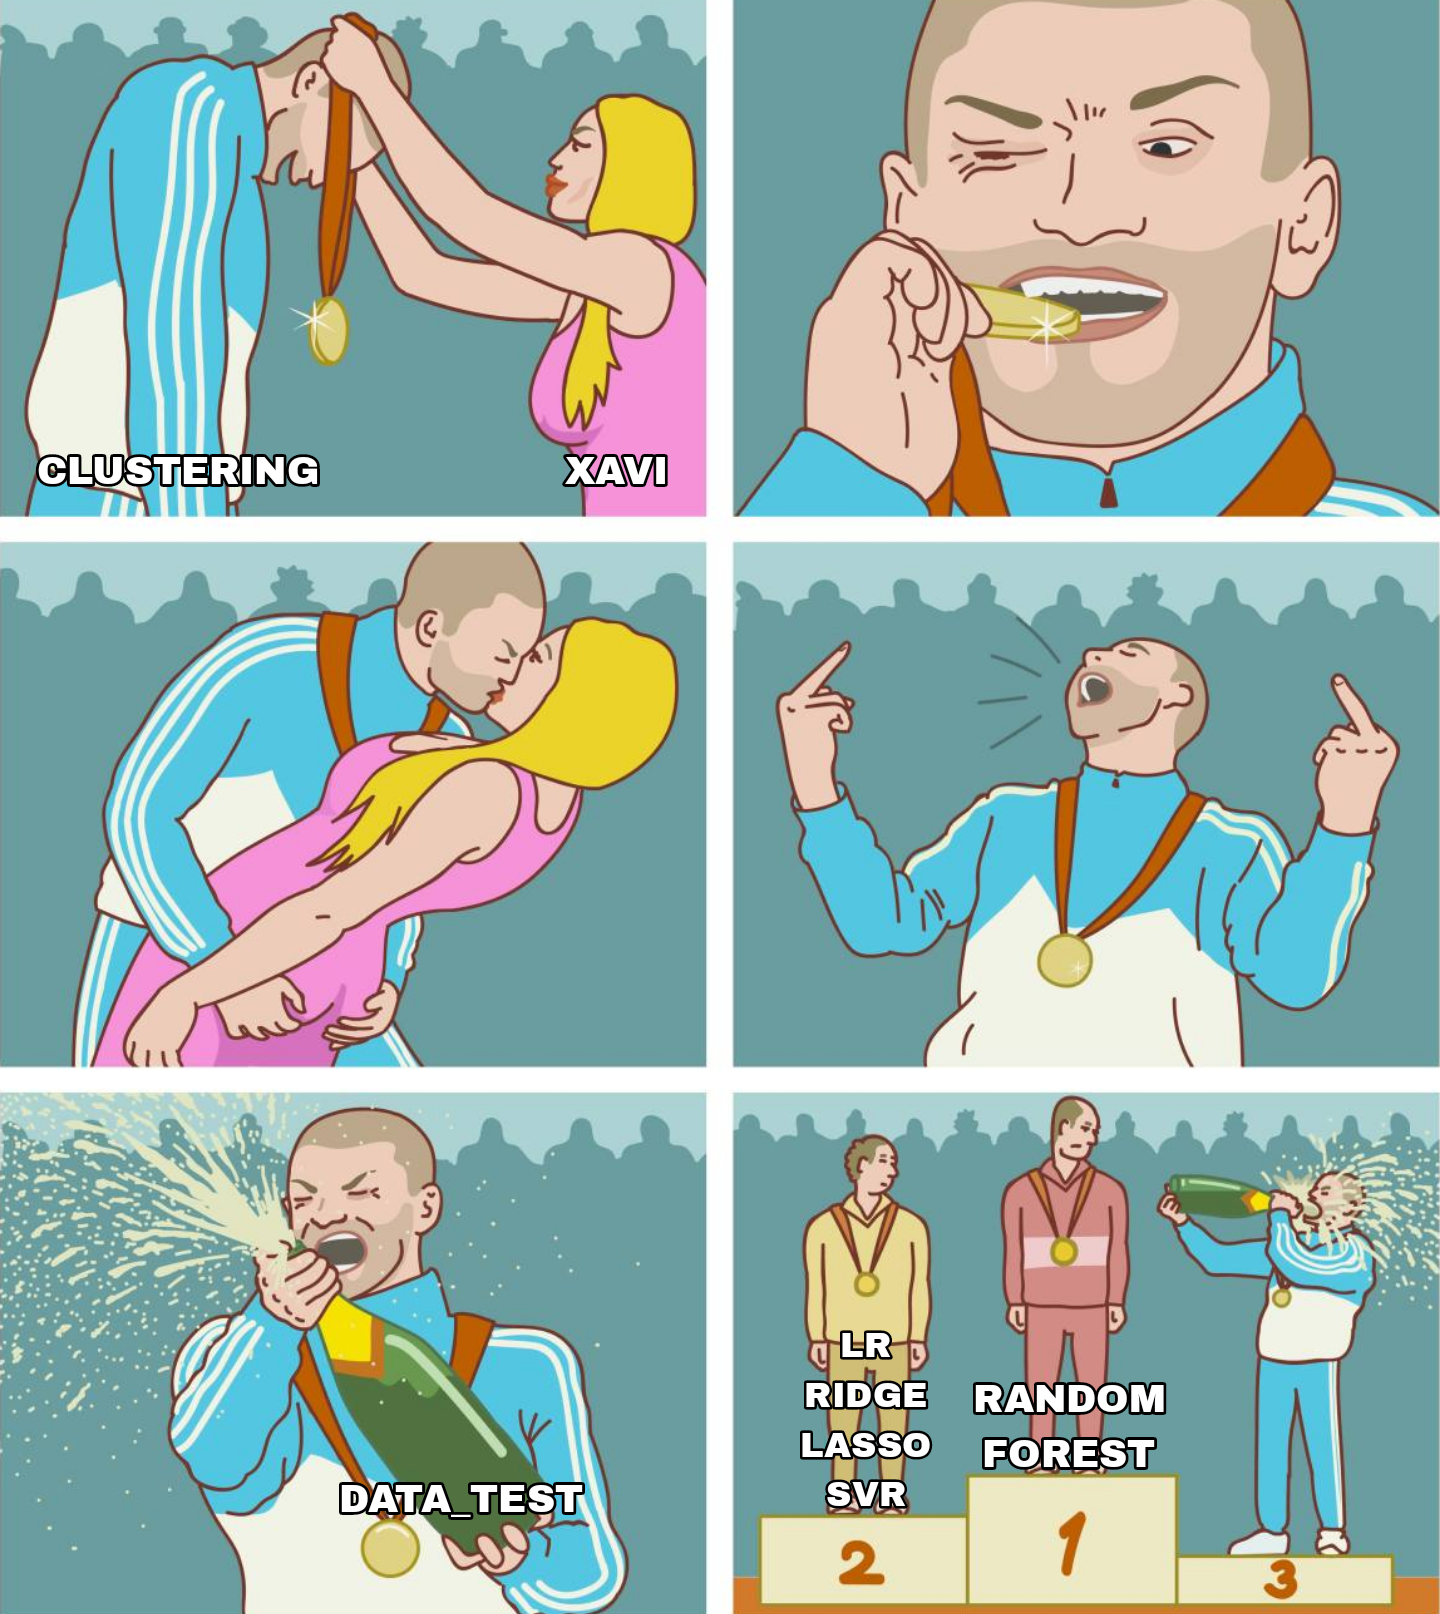 CLUSTERING
XAVI
DATA_TEST
LR
RIDGE
LASSO
SVR
RANDOM
FOREST
2
1
3